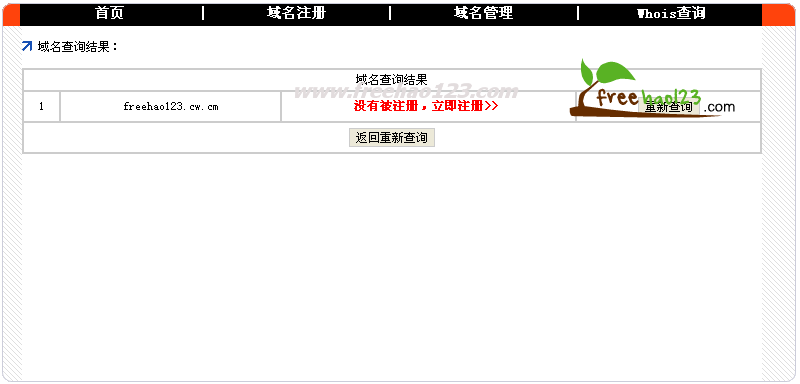 首页 | 域名注册 | 域名管理 | Whois查询
域名查询结果：
域名查询结果
www.freehao123.com
1 freehao123.cw.cm 没有被注册，立即注册>> 重新查询
freehao123.com
返回重新查询